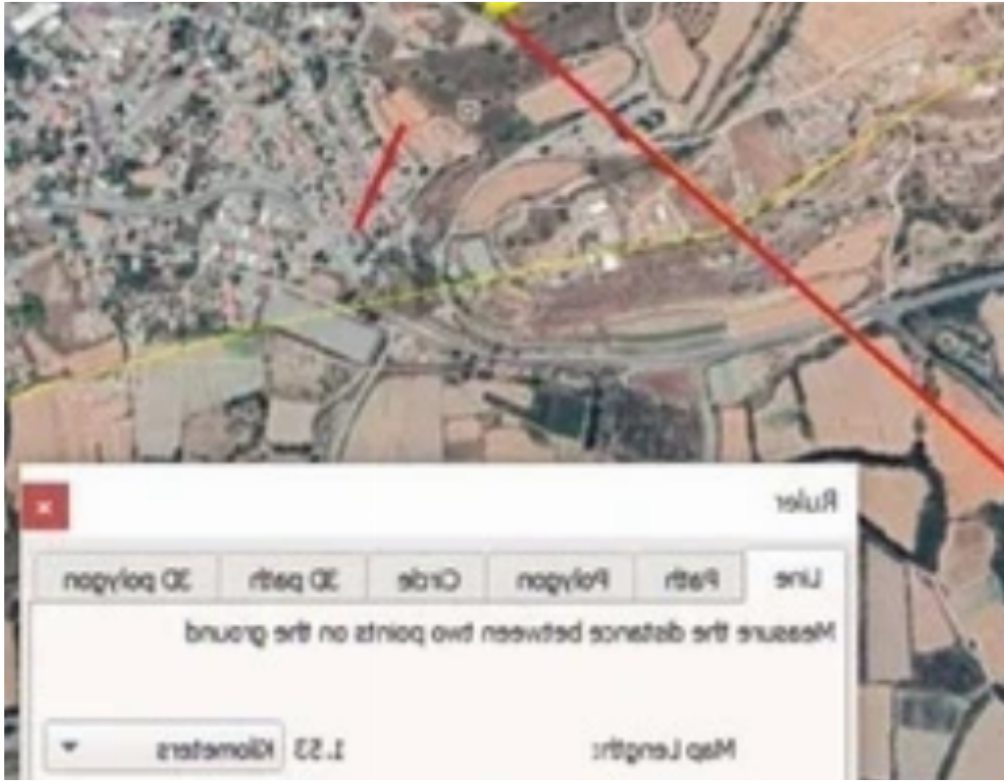 Ruler
Line Path Polygon Circle 3D path 3D polygon
Measure the distance between two points on the ground
Map Length: 1.53 Kilometers